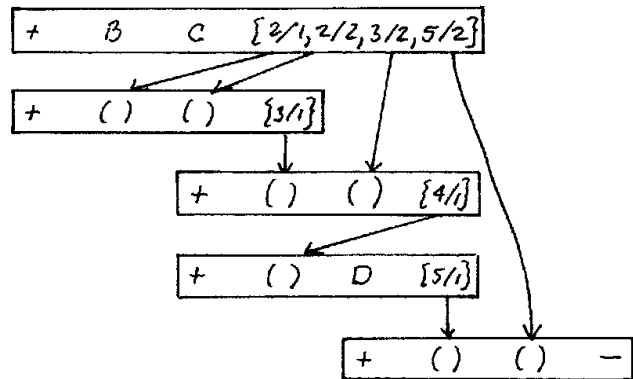 + B C {2/1, 2/2, 3/2, 5/2}
+ ( ) ( ) {3/1}
+ ( ) ( ) {4/1}
+ ( ) D {5/1}
+ ( ) ( ) —